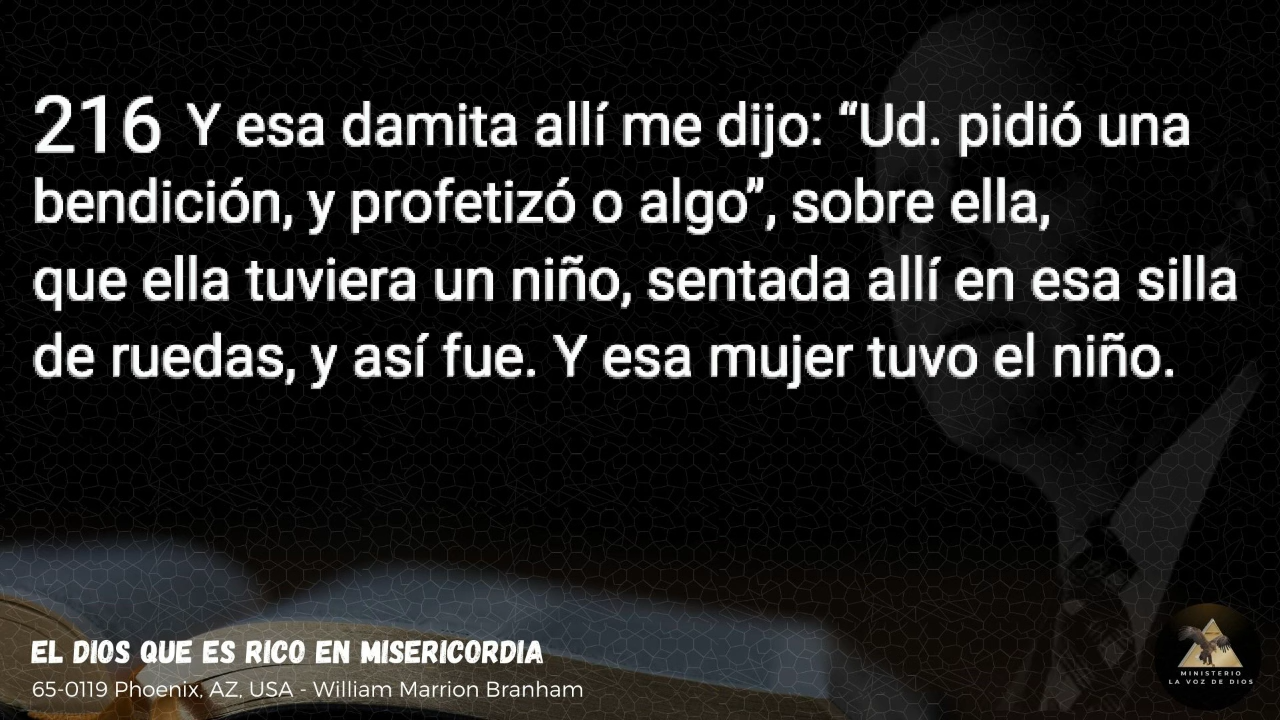 216 Y esa damita allí me dijo: “Ud. pidió una
bendición, y profetizó o algo”, sobre ella,
que ella tuviera un niño, sentada allí en esa silla
de ruedas, y así fue. Y esa mujer tuvo el niño.
EL DIOS QUE ES RICO EN MISERICORDIA
65-0119 Phoenix, AZ, USA - William Marrion Branham
MINISTERIO
LA VOZ DE DIOS